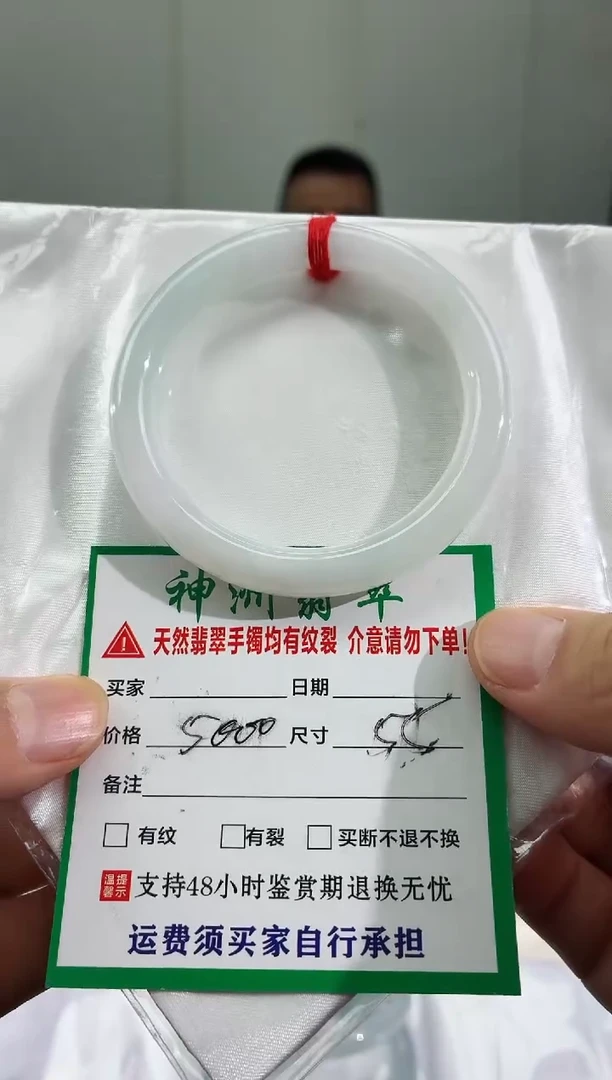 神洲翡翠
天然翡翠手镯均有纹裂 介意请勿下单!
买家 日期
价格 5000 尺寸 55
备注
有纹 有裂 买断不退不换
温馨提示 支持48小时鉴赏期退换无忧
运费须买家自行承担